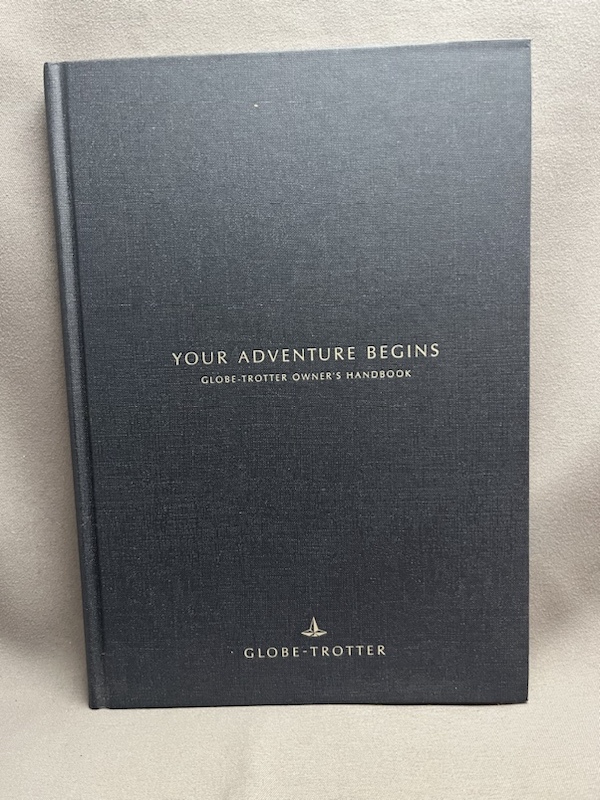 YOUR ADVENTURE BEGINS
GLOBE-TROTTER OWNER'S HANDBOOK
GLOBE-TROTTER